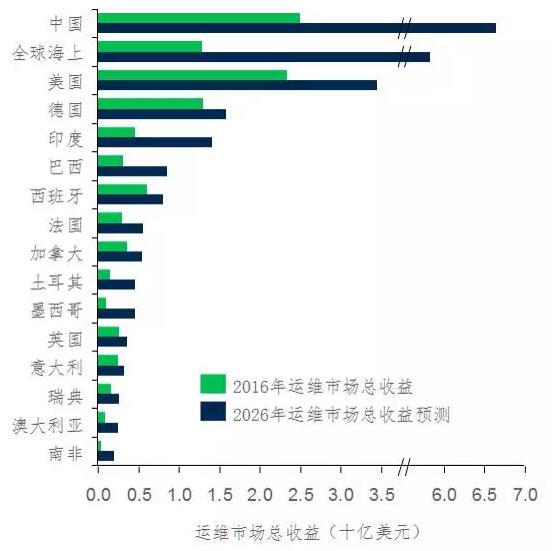 中国
全球海上
美国
德国
印度
巴西
西班牙
法国
加拿大
土耳其
墨西哥
英国
意大利
瑞典
澳大利亚
南非
2016年运维市场总收益
2026年运维市场总收益预测
0.0 0.5 1.0 1.5 2.0 2.5 3.0 3.5 6.0 6.5 7.0
运维市场总收益（十亿美元）